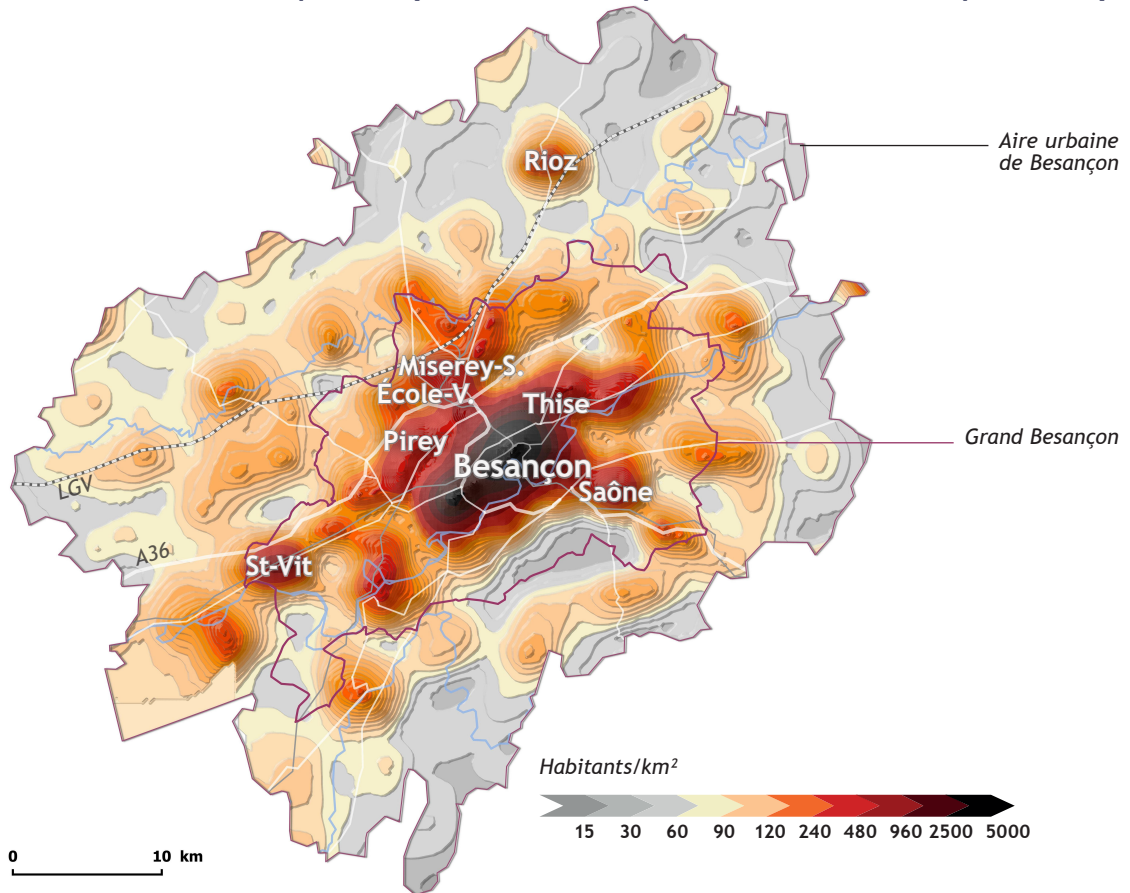 Aire urbaine
de Besançon
Rioz
Miserey-S.
École-V.
Thise
Pirey
Grand Besançon
Besançon
Saône
LGV
A36
St-Vit
Habitants/km²
15 30 60 90 120 240 480 960 2500 5000
0 10 km